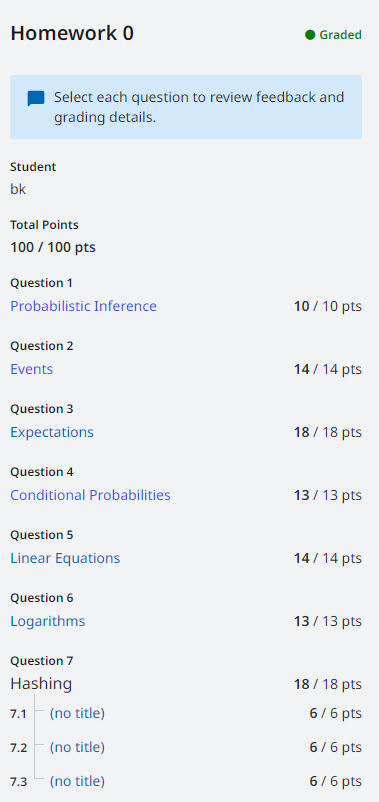 Homework 0
Graded
Select each question to review feedback and
grading details.
Student
bk
Total Points
100 / 100 pts
Question 1
Probabilistic Inference 10 / 10 pts
Question 2
Events 14 / 14 pts
Question 3
Expectations 18 / 18 pts
Question 4
Conditional Probabilities 13 / 13 pts
Question 5
Linear Equations 14 / 14 pts
Question 6
Logarithms 13 / 13 pts
Question 7
Hashing 18 / 18 pts
7.1 (no title) 6 / 6 pts
7.2 (no title) 6 / 6 pts
7.3 (no title) 6 / 6 pts